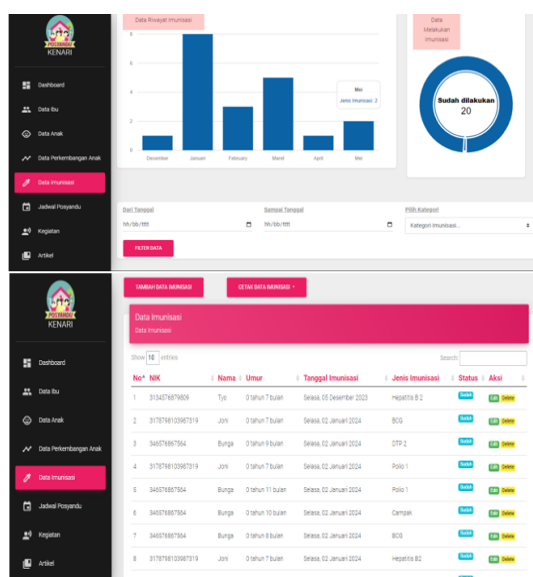 POSYANDU
KENARI
Dashboard
Data Ibu
Data Anak
Data Perkembangan Anak
Data Imunisasi
Jadwal Posyandu
Kegiatan
Artikel
Data Riwayat Imunisasi
8
6
4
2
0
Desember Januari February Maret April Mei
Mei
Jenis Imunisasi: 2
Data
Melakukan
Imunisasi
Sudah dilakukan
20
Dari Tanggal Sampai Tanggal Pilih Kategori
hh/bb/tttt hh/bb/tttt Kategori Imunisasi...
FILTER DATA
POSYANDU
KENARI
Dashboard
Data Ibu
Data Anak
Data Perkembangan Anak
Data Imunisasi
Jadwal Posyandu
Kegiatan
Artikel
TAMBAH DATA IMUNISASI CETAK DATA IMUNISASI
Data Imunisasi
Data Imunisasi
Show 10 entries Search:
No NIK Nama Umur Tanggal Imunisasi Jenis Imunisasi Status Aksi
1 3134576879809 Tyo 0 tahun 7 bulan Selasa, 05 Desember 2023 Hepatitis B 2 Sudah Edit Delete
2 3178798103987319 Joni 0 tahun 7 bulan Selasa, 02 Januari 2024 BCG Sudah Edit Delete
3 346576867564 Bunga 0 tahun 9 bulan Selasa, 02 Januari 2024 DTP 2 Sudah Edit Delete
4 3178798103987319 Joni 0 tahun 7 bulan Selasa, 02 Januari 2024 Polio 1 Sudah Edit Delete
5 346576867564 Bunga 0 tahun 11 bulan Selasa, 02 Januari 2024 Polio 1 Sudah Edit Delete
6 346576867564 Bunga 0 tahun 10 bulan Selasa, 02 Januari 2024 Campak Sudah Edit Delete
7 346576867564 Bunga 0 tahun 8 bulan Selasa, 02 Januari 2024 BCG Sudah Edit Delete
8 3178798103987319 Joni 0 tahun 7 bulan Selasa, 02 Januari 2024 Hepatitis B2 Sudah Edit Delete